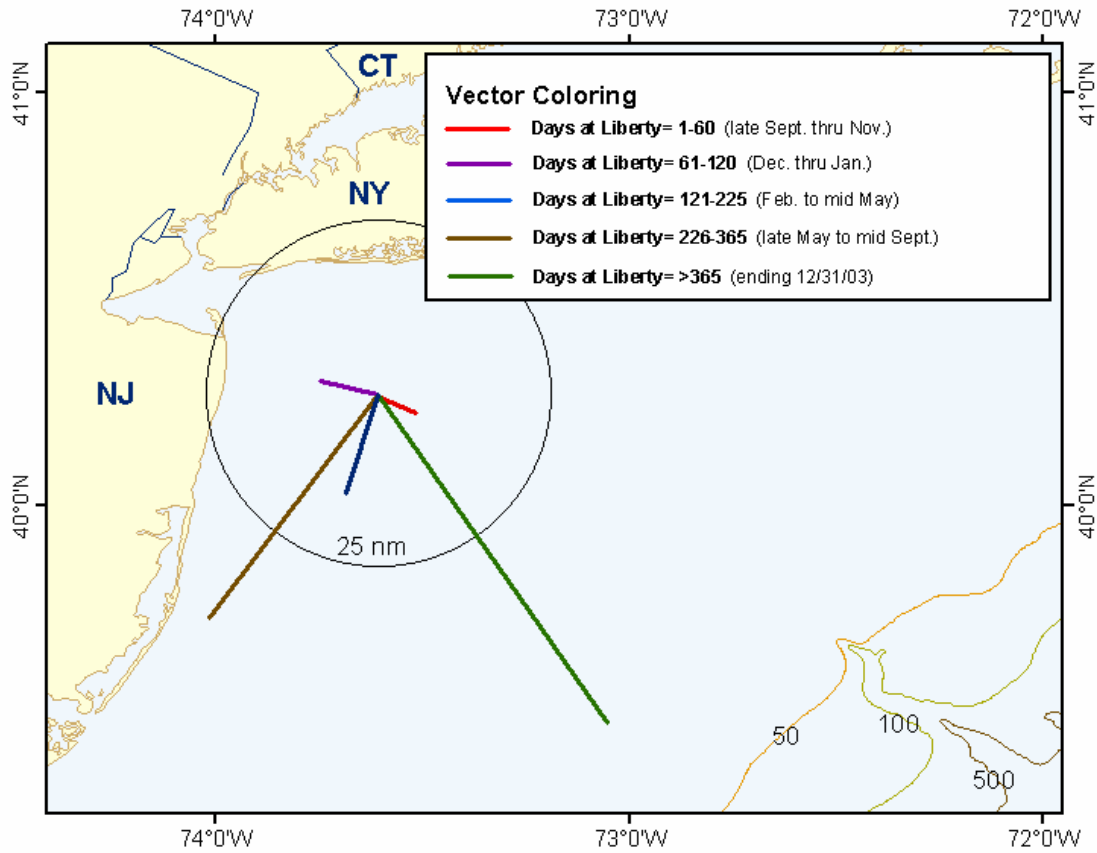 74°0'W 73°0'W 72°0'W
41°0'N
41°0'N
CT
Vector Coloring
Days at Liberty= 1-60 (late Sept. thru Nov.)
Days at Liberty= 61-120 (Dec. thru Jan.)
NY
Days at Liberty= 121-225 (Feb. to mid May)
Days at Liberty= 226-365 (late May to mid Sept.)
Days at Liberty= >365 (ending 12/31/03)
NJ
40°0'N
40°0'N
25 nm
50
100
500
74°0'W 73°0'W 72°0'W